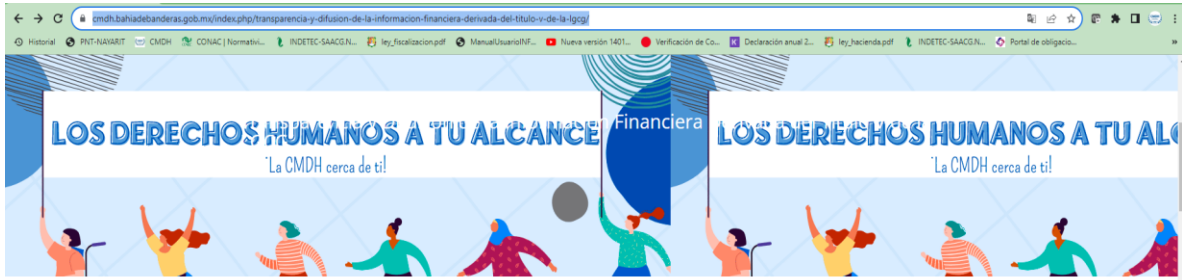 cmdh.bahiadebanderas.gob.mx/index.php/transparencia-y-difusion-de-la-informacion-financiera-derivada-del-titulo-v-de-la-lgcg/
Historial PNT-NAYARIT CMDH CONAC | Normativi... INDETEC-SAACG.N... ley_fiscalizacion.pdf ManualUsuarioINF... Nueva versión 1401... Verificación de Co... Declaración anual 2... ley_hacienda.pdf INDETEC-SAACG.N... Portal de obligacio...
Financiera
LOS DERECHOS HUMANOS A TU ALCANCE LOS DERECHOS HUMANOS A TU ALC
¡La CMDH cerca de ti! ¡La CMDH cerca de ti!